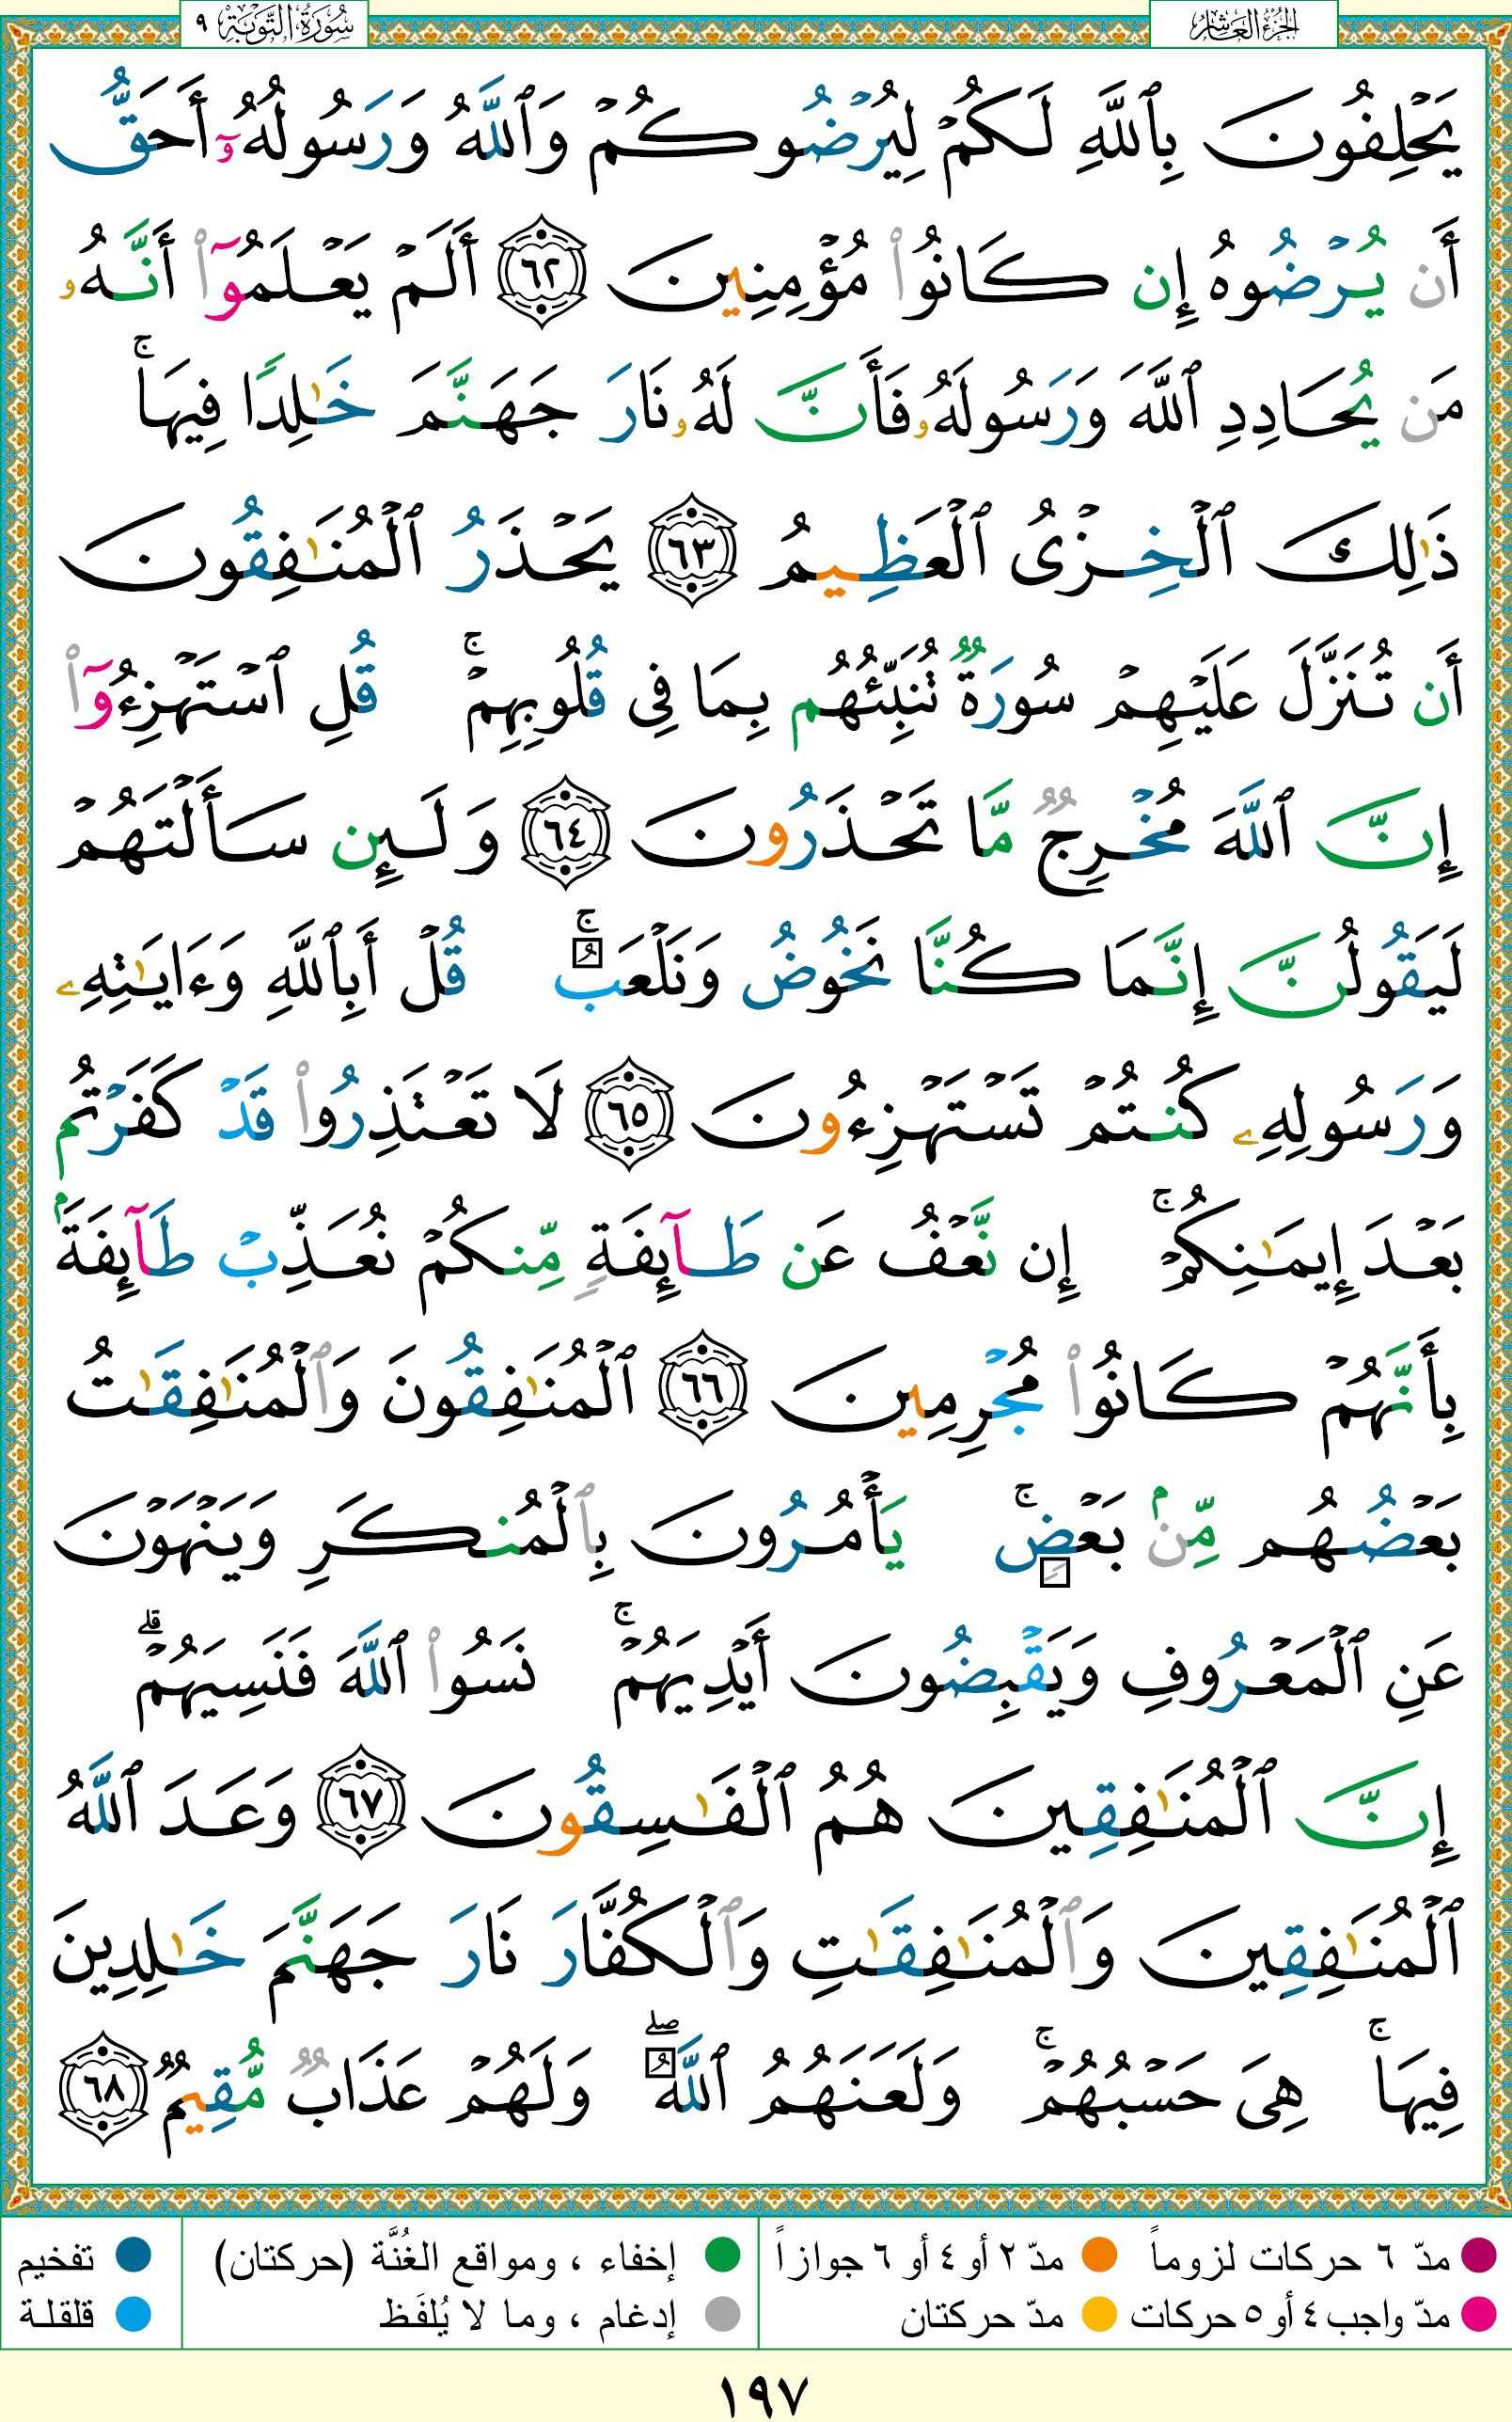 الجزء العاشر
سورة التوبة ٩
يَحۡلِفُونَ بِٱللَّهِ لَكُمۡ لِيُرۡضُوكُمۡ وَٱللَّهُ وَرَسُولُهُۥٓ أَحَقُّ
أَن يُرۡضُوهُ إِن كَانُواْ مُؤۡمِنِينَ ٦٢ أَلَمۡ يَعۡلَمُوٓاْ أَنَّهُۥ
مَن يُحَادِدِ ٱللَّهَ وَرَسُولَهُۥ فَأَنَّ لَهُۥ نَارَ جَهَنَّمَ خَٰلِدٗا فِيهَاۚ
ذَٰلِكَ ٱلۡخِزۡيُ ٱلۡعَظِيمُ ٦٣ يَحۡذَرُ ٱلۡمُنَٰفِقُونَ
أَن تُنَزَّلَ عَلَيۡهِمۡ سُورَةٞ تُنَبِّئُهُم بِمَا فِي قُلُوبِهِمۡۚ قُلِ ٱسۡتَهۡزِءُوٓاْ
إِنَّ ٱللَّهَ مُخۡرِجٞ مَّا تَحۡذَرُونَ ٦٤ وَلَئِن سَأَلۡتَهُمۡ
لَيَقُولُنَّ إِنَّمَا كُنَّا نَخُوضُ وَنَلۡعَبُۚ قُلۡ أَبِٱللَّهِ وَءَايَٰتِهِۦ
وَرَسُولِهِۦ كُنتُمۡ تَسۡتَهۡزِءُونَ ٦٥ لَا تَعۡتَذِرُواْ قَدۡ كَفَرۡتُم
بَعۡدَ إِيمَٰنِكُمۡۚ إِن نَّعۡفُ عَن طَآئِفَةٖ مِّنكُمۡ نُعَذِّبۡ طَآئِفَةَۢ
بِأَنَّهُمۡ كَانُواْ مُجۡرِمِينَ ٦٦ ٱلۡمُنَٰفِقُونَ وَٱلۡمُنَٰفِقَٰتُ
بَعۡضُهُم مِّنۢ بَعۡضٖۚ يَأۡمُرُونَ بِٱلۡمُنكَرِ وَيَنۡهَوۡنَ
عَنِ ٱلۡمَعۡرُوفِ وَيَقۡبِضُونَ أَيۡدِيَهُمۡۚ نَسُواْ ٱللَّهَ فَنَسِيَهُمۡۗ
إِنَّ ٱلۡمُنَٰفِقِينَ هُمُ ٱلۡفَٰسِقُونَ ٦٧ وَعَدَ ٱللَّهُ
ٱلۡمُنَٰفِقِينَ وَٱلۡمُنَٰفِقَٰتِ وَٱلۡكُفَّارَ نَارَ جَهَنَّمَ خَٰلِدِينَ
فِيهَاۚ هِيَ حَسۡبُهُمۡۚ وَلَعَنَهُمُ ٱللَّهُۖ وَلَهُمۡ عَذَابٞ مُّقِيمٞ ٦٨
مدّ ٦ حركات لزوماً مدّ ٢ أو ٤ أو ٦ جوازاً إخفاء ، ومواقع الغُنَّة (حركتان) تفخيم
مدّ واجب ٤ أو ٥ حركات مدّ حركتان إدغام ، وما لا يُلفَظ قلقلة
١٩٧